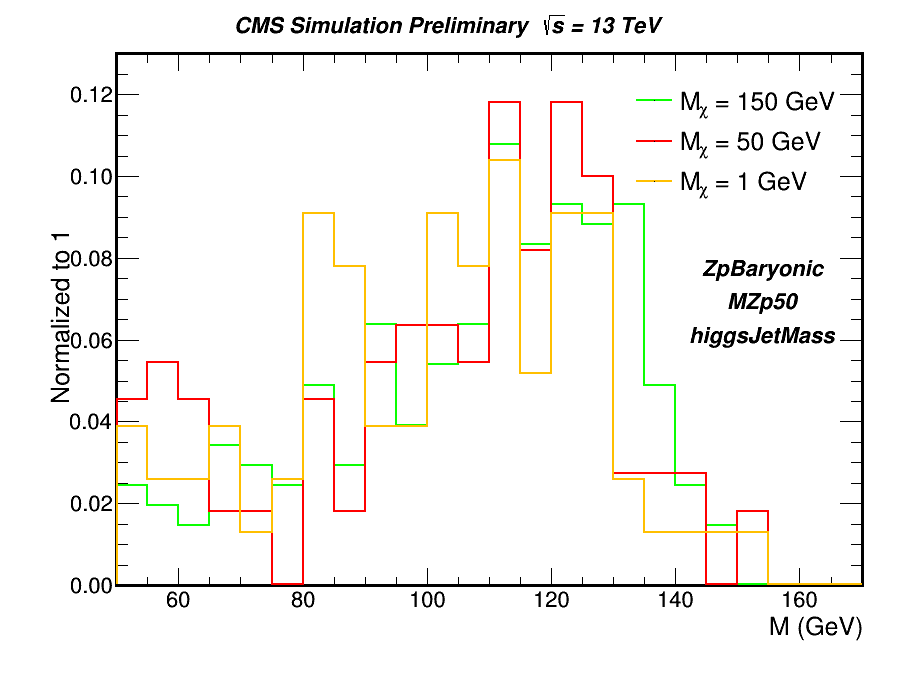 CMS Simulation Preliminary √s = 13 TeV
Normalized to 1
0.12
0.10
0.08
0.06
0.04
0.02
0.00
60 80 100 120 140 160
M (GeV)
Mχ = 150 GeV
Mχ = 50 GeV
Mχ = 1 GeV
ZpBaryonic
MZp50
higgsJetMass